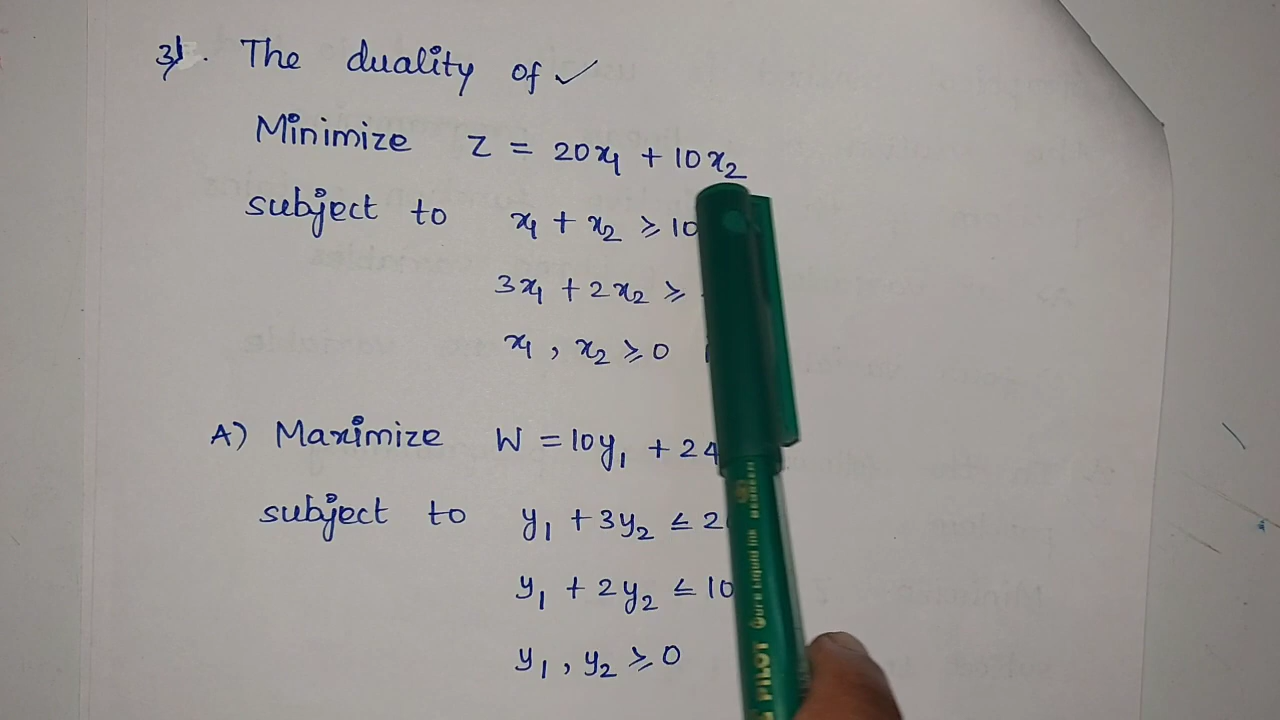 3). The duality of ✓
Minimize Z = 20x₁ + 10x₂
subject to x₁ + x₂ ≥ 10
3x₁ + 2x₂ ≥
x₁, x₂ ≥ 0
A) Maximize W = 10y₁ + 24
subject to y₁ + 3y₂ ≤ 2
y₁ + 2y₂ ≤ 10
y₁, y₂ ≥ 0
PILOT